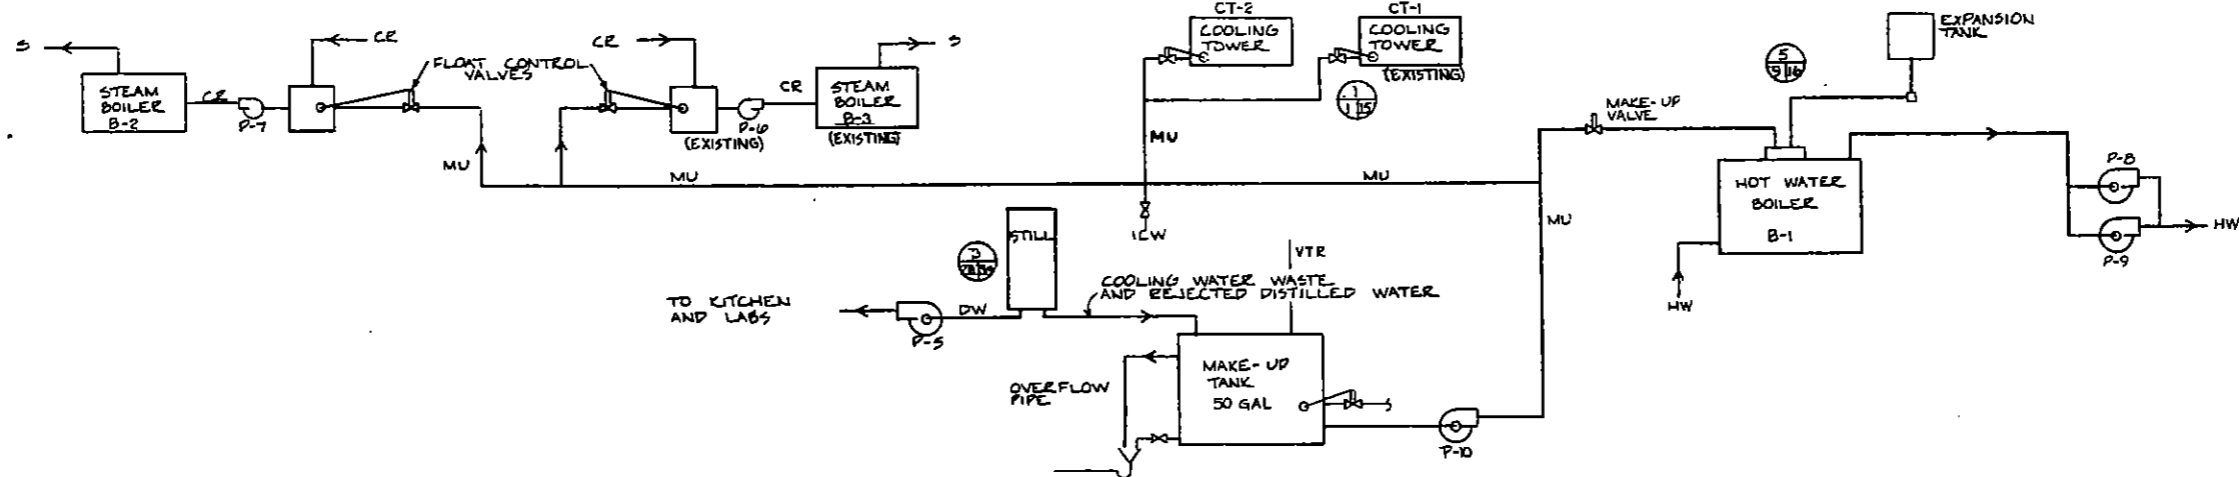 CT-2
CT-1
COOLING
TOWER
COOLING
TOWER
(EXISTING)
EXPANSION
TANK
S
CR
CR
S
FLOAT CONTROL
VALVES
5
9 16
STEAM
BOILER
B-2
CR
P-7
CR
P-6
(EXISTING)
STEAM
BOILER
B-3
(EXISTING)
1
1 15
MAKE-UP
VALVE
MU
MU
MU
MU
MU
HOT WATER
BOILER
B-1
P-8
P-9
HW
HW
ICW
STILL
D
VTR
COOLING WATER WASTE
AND REJECTED DISTILLED WATER
TO KITCHEN
AND LABS
DW
P-5
MAKE-UP
TANK
50 GAL
OVERFLOW
PIPE
P-10